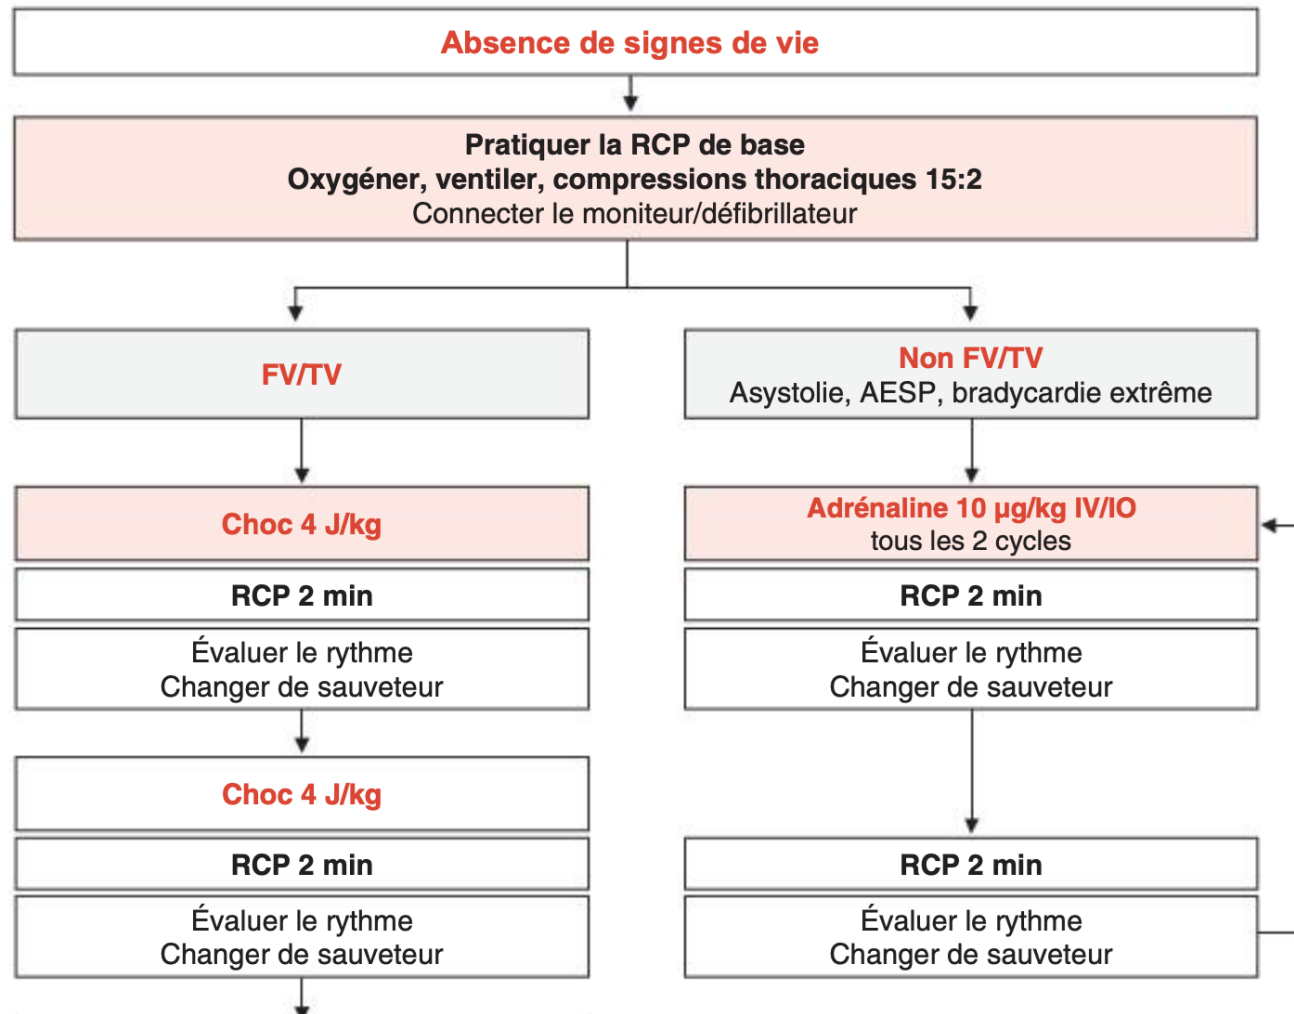 Absence de signes de vie
Pratiquer la RCP de base
Oxygéner, ventiler, compressions thoraciques 15:2
Connecter le moniteur/défibrillateur
FV/TV
Choc 4 J/kg
RCP 2 min
Évaluer le rythme
Changer de sauveteur
Choc 4 J/kg
RCP 2 min
Évaluer le rythme
Changer de sauveteur
Non FV/TV
Asystolie, AESP, bradycardie extrême
Adrénaline 10 µg/kg IV/IO
tous les 2 cycles
RCP 2 min
Évaluer le rythme
Changer de sauveteur
RCP 2 min
Évaluer le rythme
Changer de sauveteur